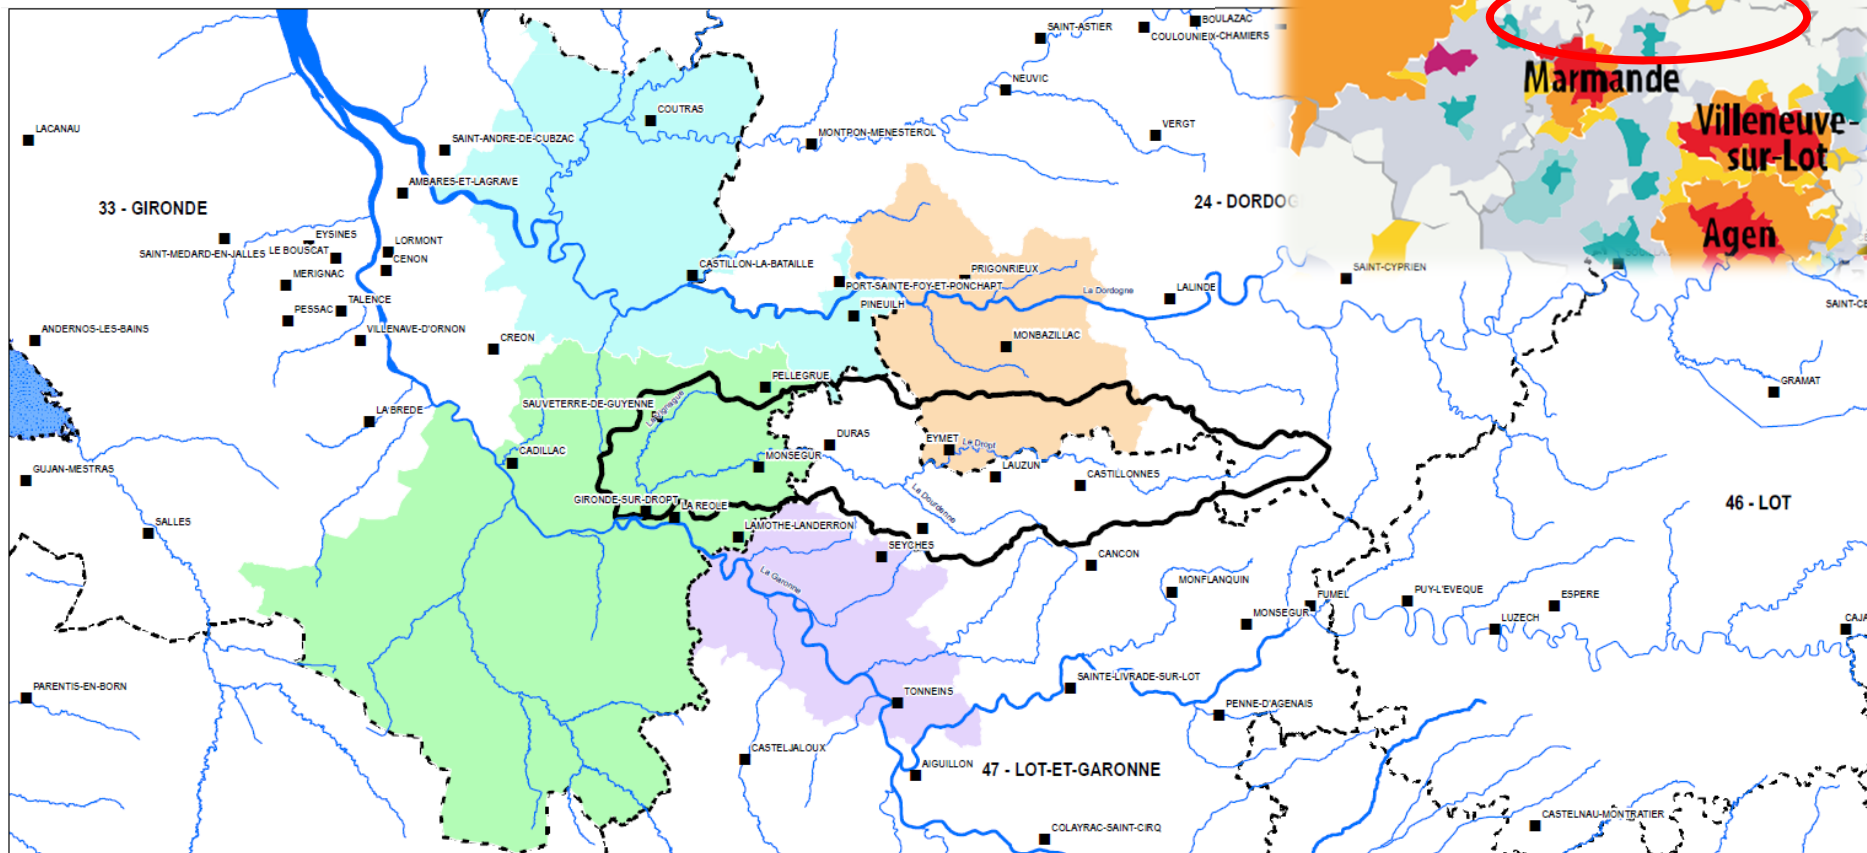 SAINT-ASTIER
BOULAZAC
COULOUNIEIX-CHAMIERS
NEUVIC
Marmande
COUTRAS
Villeneuve-
sur-Lot
LACANAU
SAINT-ANDRE-DE-CUBZAC
MONTPON-MENESTEROL
VERGT
AMBARES-ET-LAGRAVE
33 - GIRONDE
24 - DORDOG
Agen
EYSINES
LORMONT
SAINT-MEDARD-EN-JALLES
LE BOUSCAT
CENON
MERIGNAC
CASTILLON-LA-BATAILLE
PRIGONRIEUX
SAINT-CYPRIEN
PORT-SAINTE-FOY-ET-PONCHAPT
La Dordogne
LALINDE
PESSAC
TALENCE
PINEUILH
SAINT-CE
ANDERNOS-LES-BAINS
VILLENAVE-D'ORNON
CREON
MONBAZILLAC
PELLEGRUE
GRAMAT
LA BREDE
SAUVETERRE-DE-GUYENNE
DURAS
EYMET
Le Dropt
CADILLAC
MONSEGUR
LAUZUN
CASTILLONNES
GUJAN-MESTRAS
La Dourdenne
46 - LOT
GIRONDE-SUR-DROPT
LA REOLE
SALLES
LAMOTHE-LANDERRON
SEYCHES
CANCON
La Garonne
MONFLANQUIN
FUMEL
PUY-L'EVEQUE
ESPERE
MONSEGUR
LUZECH
CAJA
PARENTIS-EN-BORN
TONNEINS
SAINTE-LIVRADE-SUR-LOT
PENNE-D'AGENAIS
CASTELJALOUX
AIGUILLON
47 - LOT-ET-GARONNE
CASTELNAU-MONTRATIER
COLAYRAC-SAINT-CIRQ